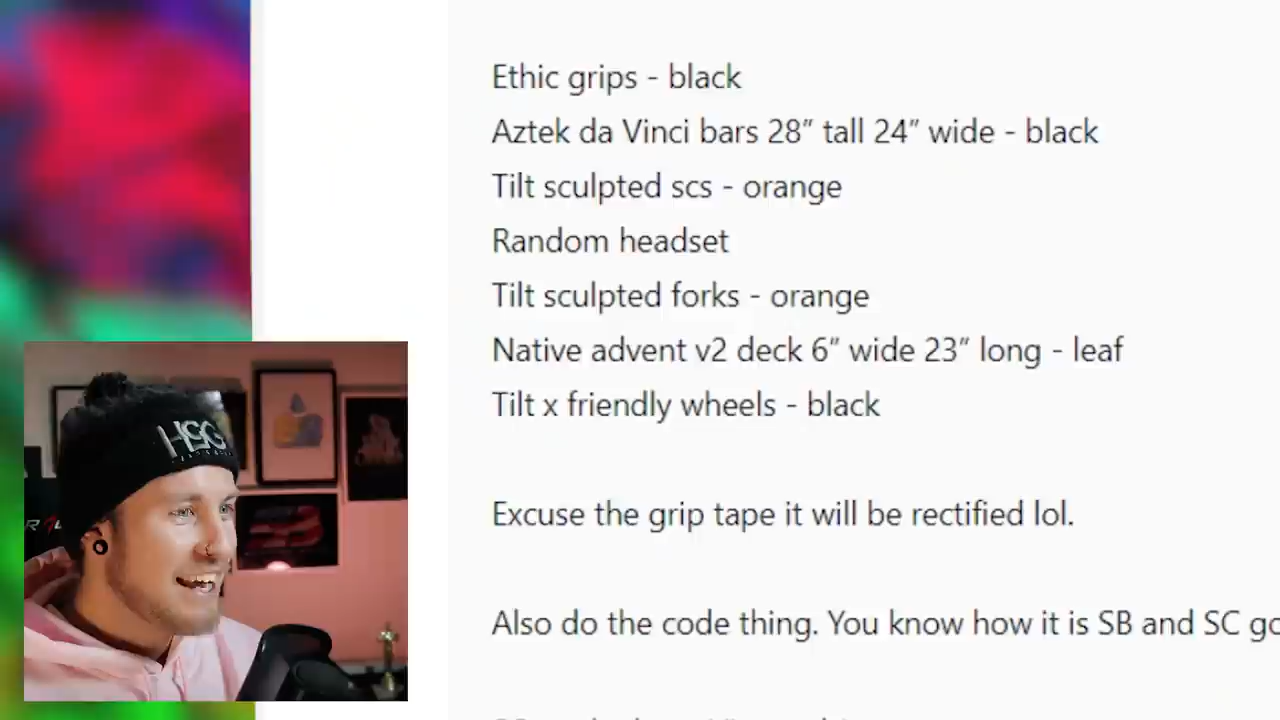 Ethic grips - black
Aztek da Vinci bars 28” tall 24” wide - black
Tilt sculpted scs - orange
Random headset
Tilt sculpted forks - orange
Native advent v2 deck 6” wide 23” long - leaf
Tilt x friendly wheels - black
Excuse the grip tape it will be rectified lol.
Also do the code thing. You know how it is SB and SC
HSG